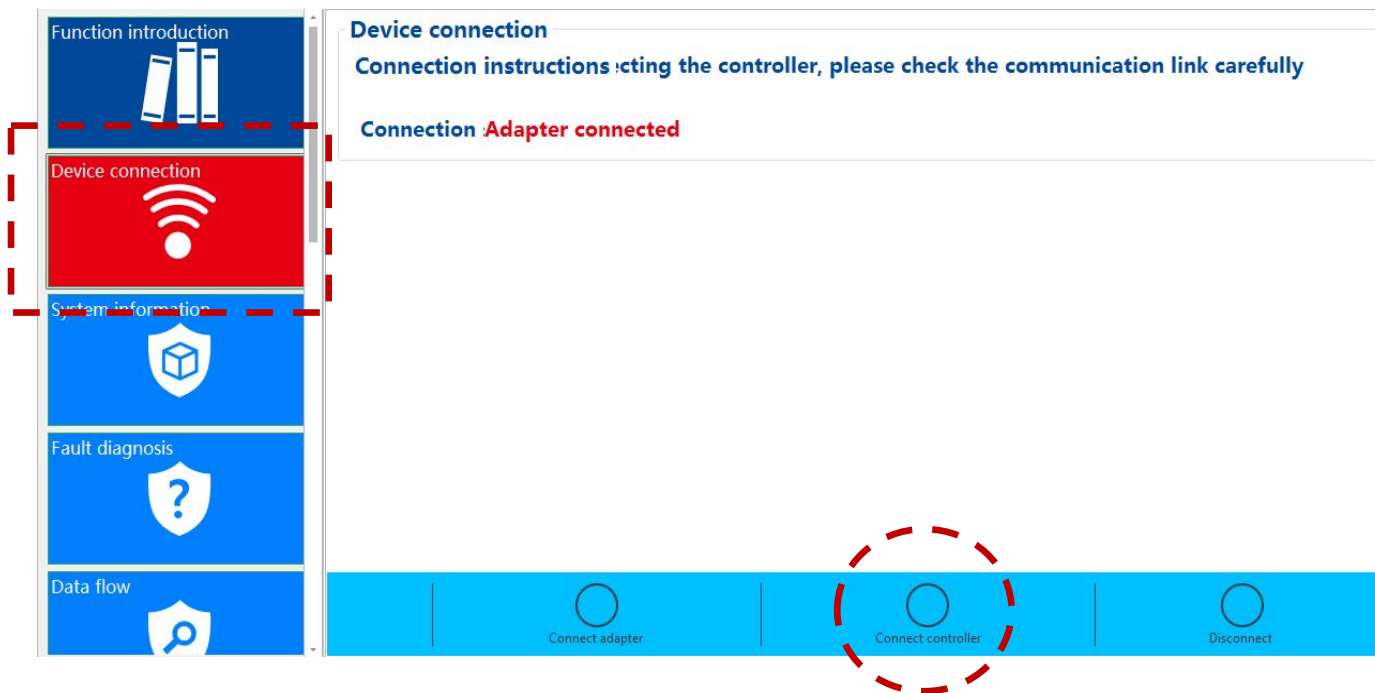 Function introduction
Device connection
System information
Fault diagnosis
Data flow
Device connection
Connection instructions :cting the controller, please check the communication link carefully
Connection :Adapter connected
Connect adapter
Connect controller
Disconnect